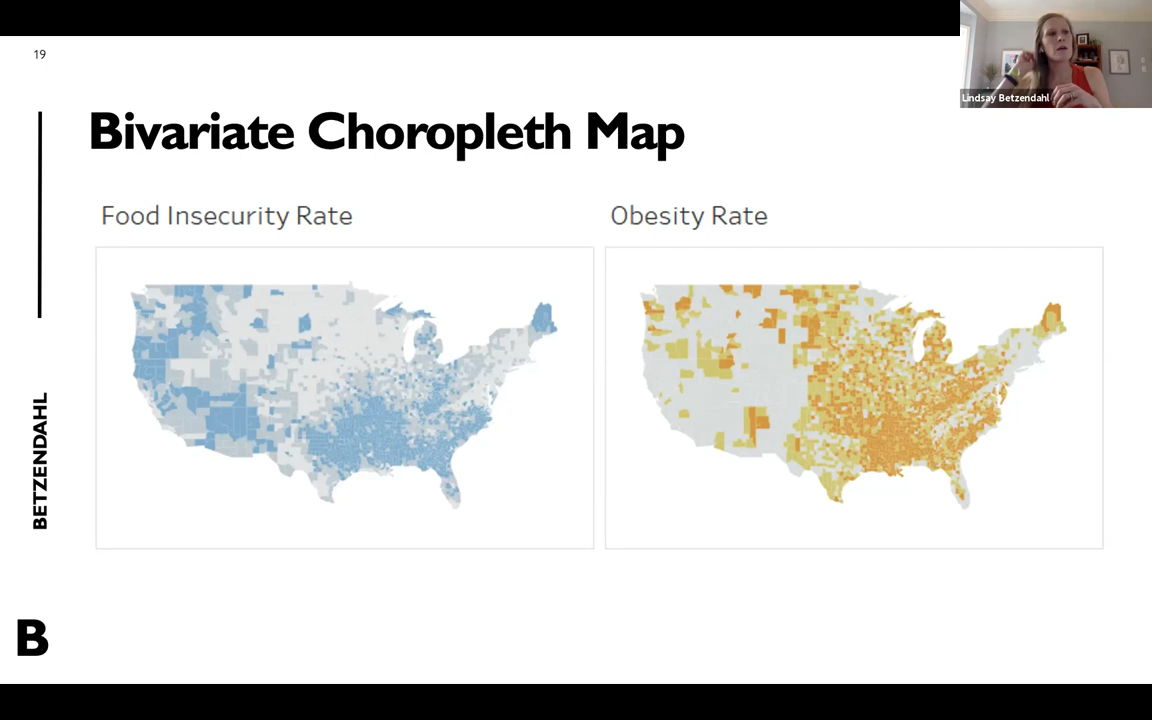 19
Lindsay Betzendahl
Bivariate Choropleth Map
Food Insecurity Rate
Obesity Rate
BETZENDAHL
B